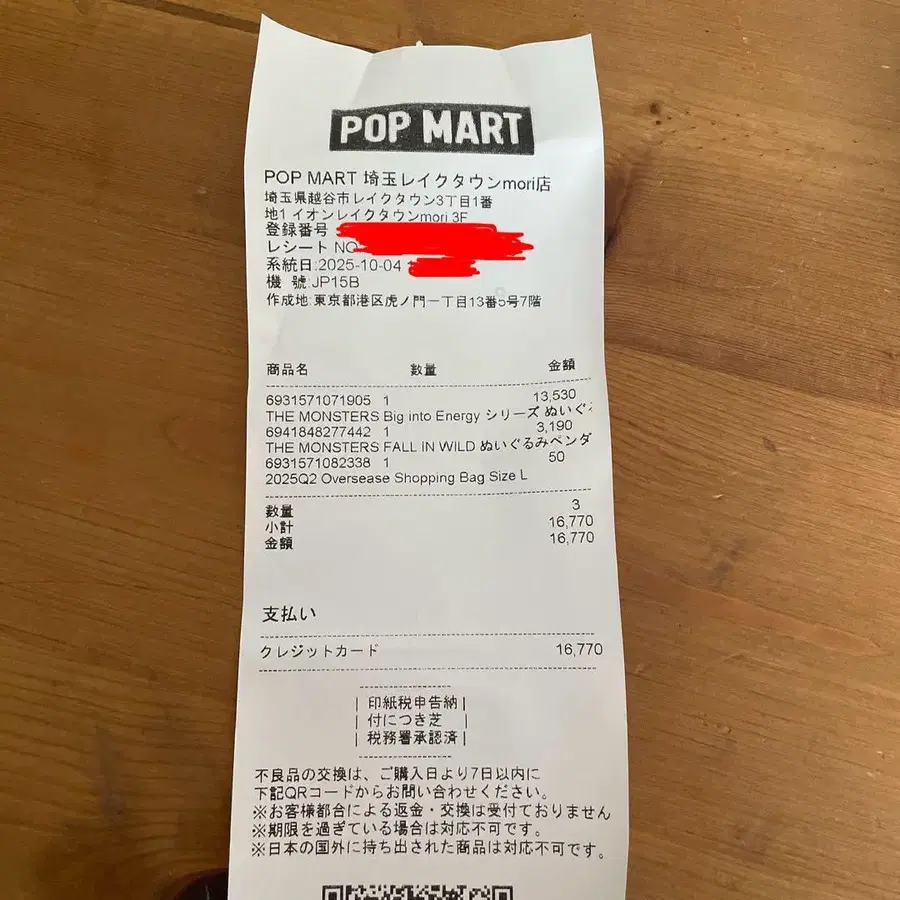 POP MART
POP MART 埼玉レイクタウンmori店
埼玉県越谷市レイクタウン3丁目1番
地1 イオンレイクタウンmori 3F
登録番号
レシート NO
系統日:2025-10-04
機 號:JP15B
作成地:東京都港区虎ノ門一丁目13番5号7階
商品名 数量 金額
6931571071905 1 13,530
THE MONSTERS Big into Energy シリーズ ぬいぐ
6941848277442 1 3,190
THE MONSTERS FALL IN WILD ぬいぐるみペンダ
6931571082338 1 50
2025Q2 Oversease Shopping Bag Size L
数量 3
小計 16,770
金額 16,770
支払い
クレジットカード 16,770
印紙税申告納
付につき芝
税務署承認済
不良品の交換は、ご購入日より7日以内に
下記QRコードからお問い合わせください。
※お客様都合による返金・交換は受付ておりません
※期限を過ぎている場合は対応不可です。
※日本の国外に持ち出された商品は対応不可です。